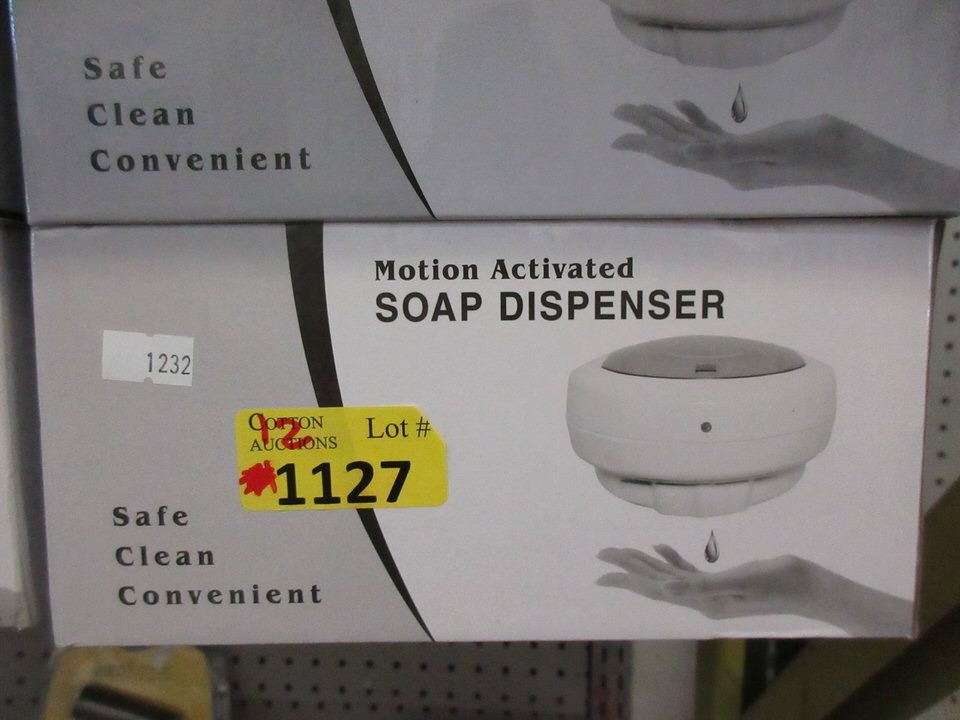 Safe
Clean
Convenient
Motion Activated
SOAP DISPENSER
1232
COTTON
AUCTIONS
Lot #
12
1127
Safe
Clean
Convenient